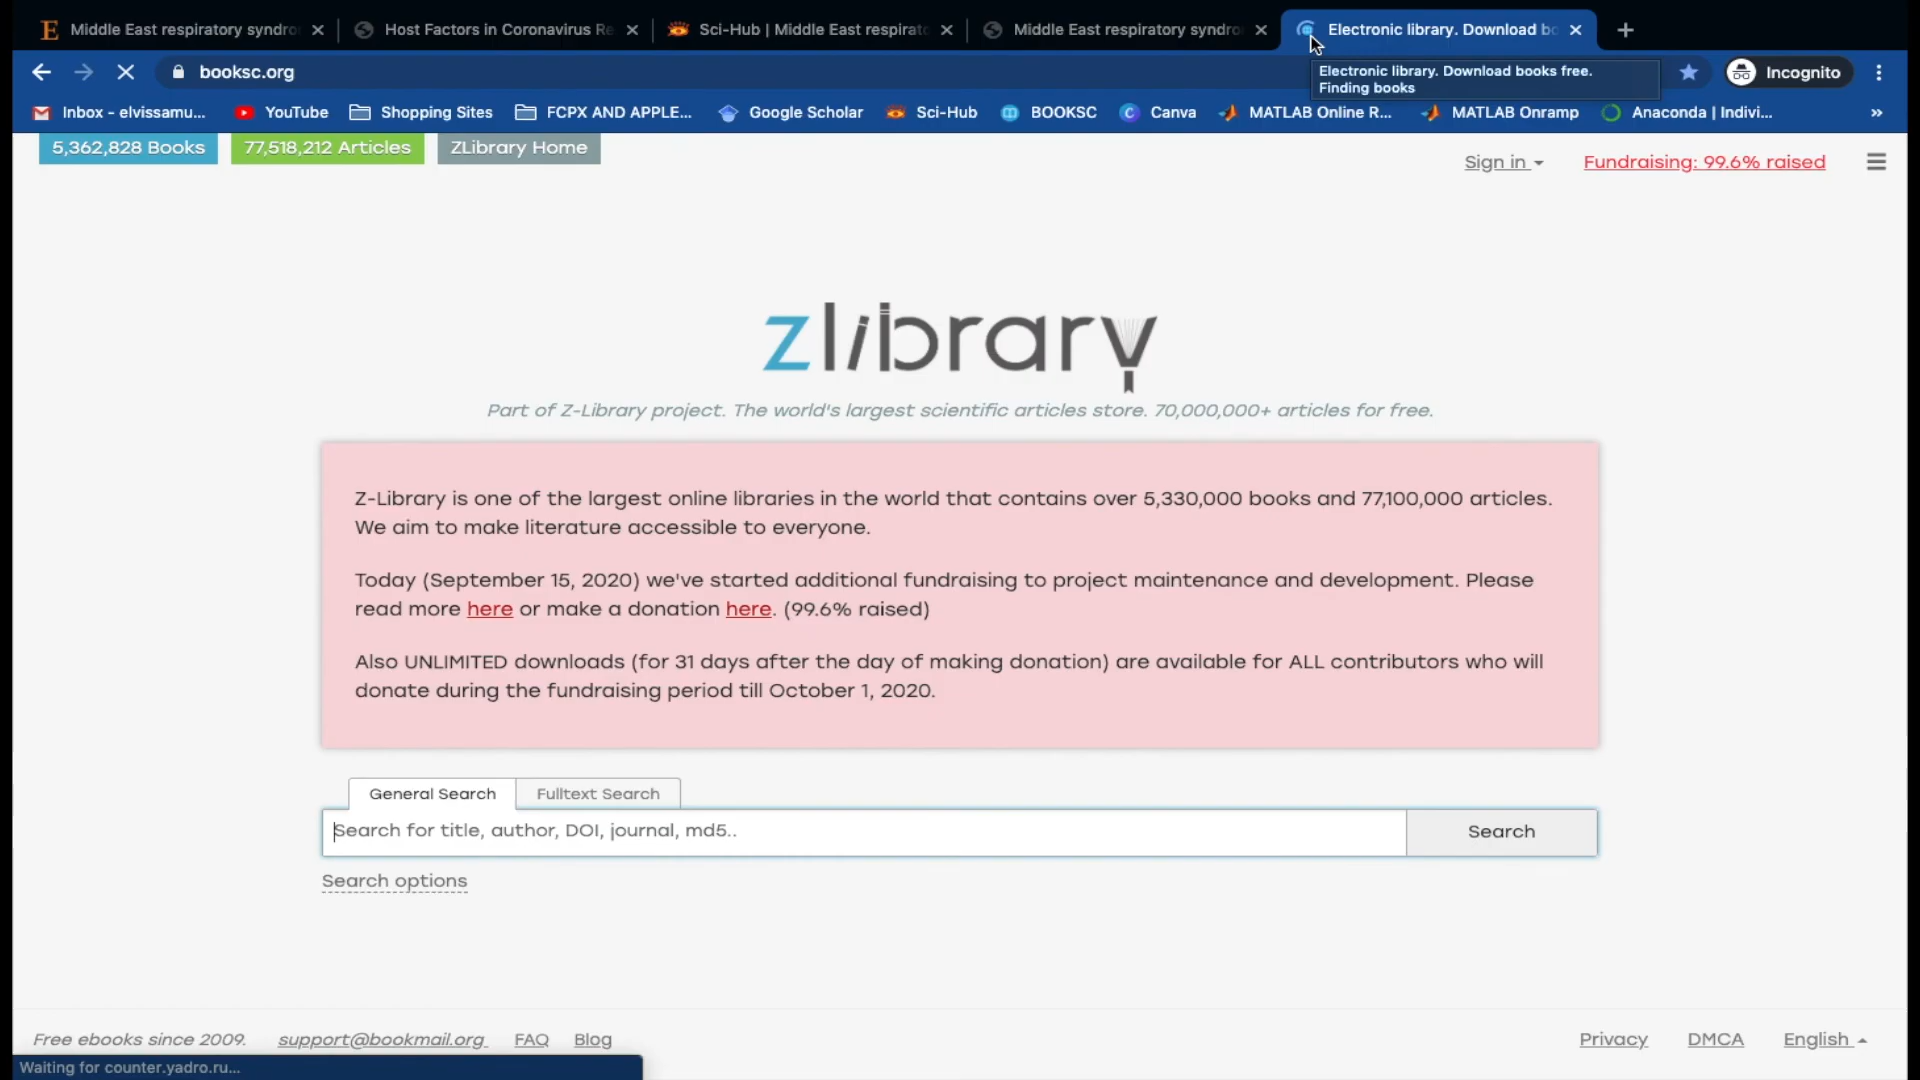 Middle East respiratory syndro
Host Factors in Coronavirus Re
Sci-Hub | Middle East respirato
Middle East respiratory syndro
Electronic library. Download bo
booksc.org
Electronic library. Download books free.
Finding books
Incognito
Inbox - elvissamu...
YouTube
Shopping Sites
FCPX AND APPLE...
Google Scholar
Sci-Hub
BOOKSC
Canva
MATLAB Online R...
MATLAB Onramp
Anaconda | Indivi...
»
5,362,828 Books
77,518,212 Articles
ZLibrary Home
Sign in
Fundraising: 99.6% raised
zlibrary
Part of Z-Library project. The world's largest scientific articles store. 70,000,000+ articles for free.
Z-Library is one of the largest online libraries in the world that contains over 5,330,000 books and 77,100,000 articles.
We aim to make literature accessible to everyone.
Today (September 15, 2020) we've started additional fundraising to project maintenance and development. Please
read more here or make a donation here. (99.6% raised)
Also UNLIMITED downloads (for 31 days after the day of making donation) are available for ALL contributors who will
donate during the fundraising period till October 1, 2020.
General Search
Fulltext Search
Search for title, author, DOI, journal, md5..
Search
Search options
Free ebooks since 2009.
support@bookmail.org
FAQ
Blog
Privacy
DMCA
English
Waiting for counter.yadro.ru...